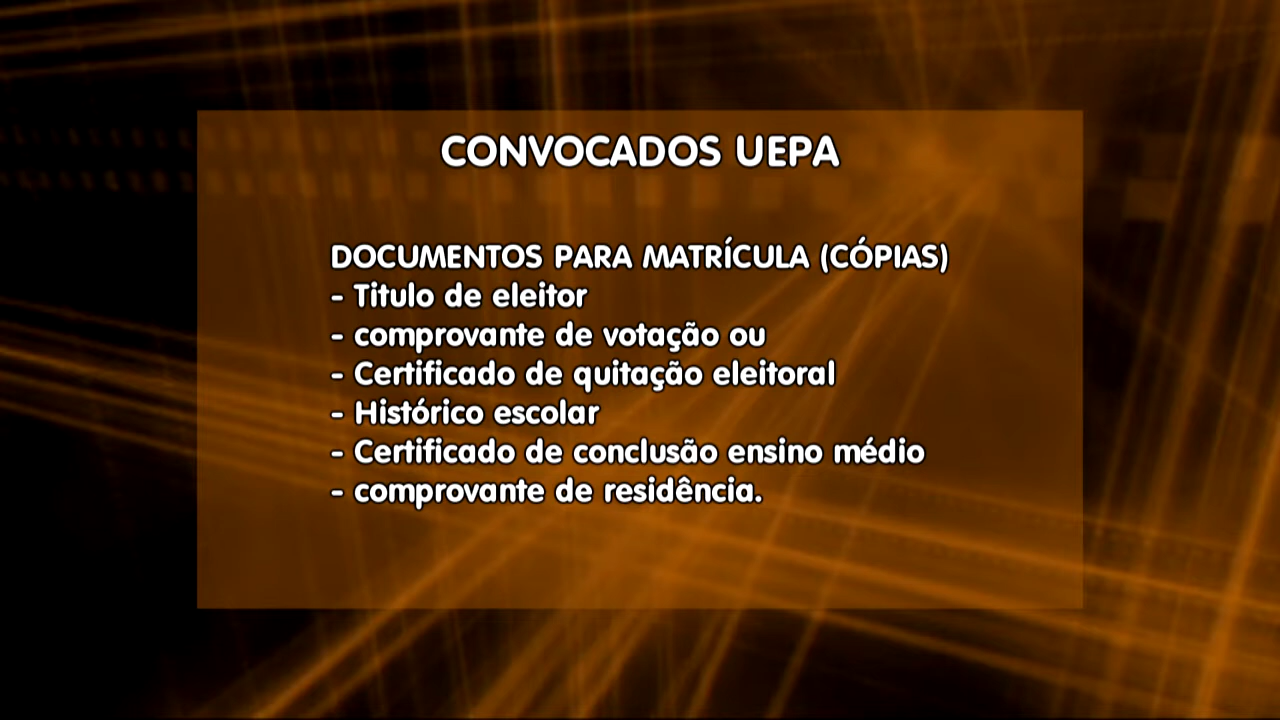 CONVOCADOS UEPA
DOCUMENTOS PARA MATRÍCULA (CÓPIAS)
- Titulo de eleitor
- comprovante de votação ou
- Certificado de quitação eleitoral
- Histórico escolar
- Certificado de conclusão ensino médio
- comprovante de residência.